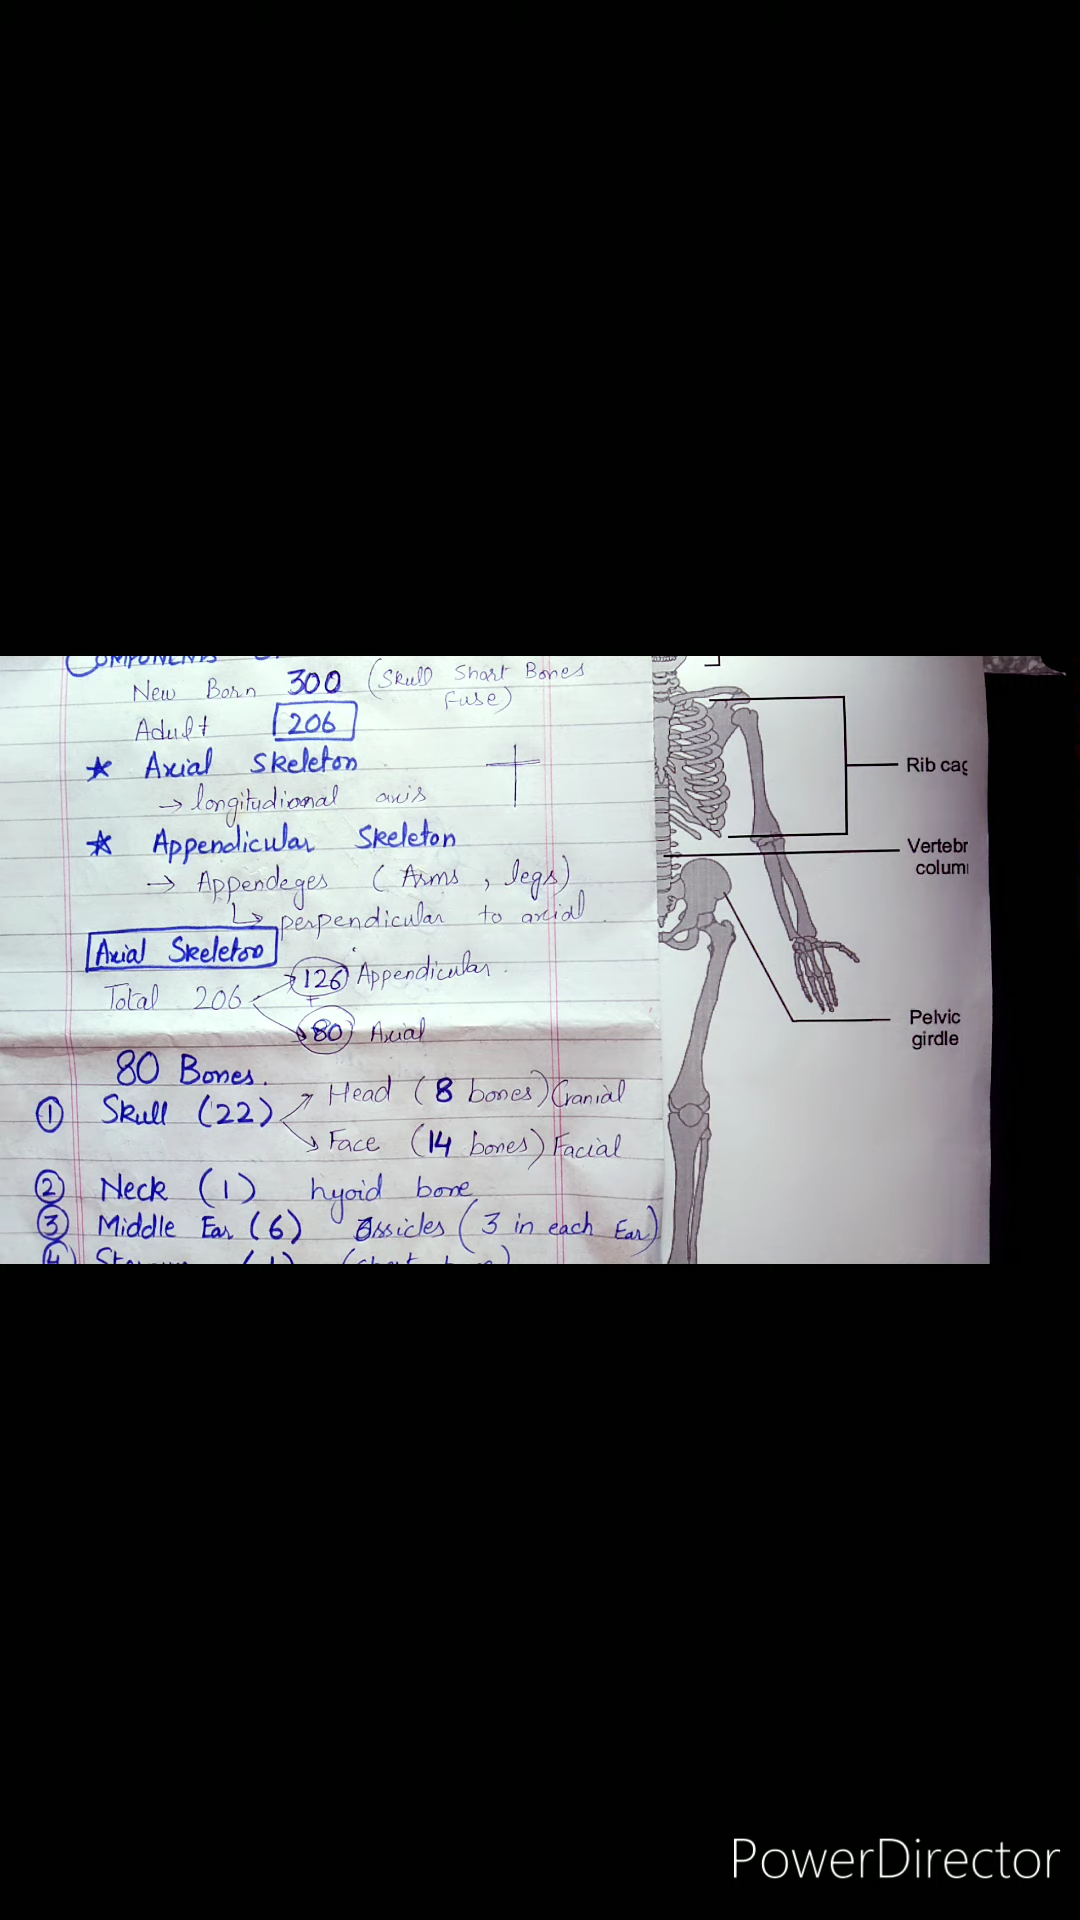 COMPONENTS
New Born 300 (Skull Short Bones
Fuse)
Adult 206
★ Axial Skeleton
→ longitudional axis
★ Appendicular Skeleton
→ Appendeges (Arms, legs)
↳ perpendicular to axial.
Axial Skeleton
126 Appendicular.
Total 206
+
80 Axial
80 Bones.
① Skull (22)
↗ Head (8 bones) Cranial
↘ Face (14 bones) Facial
② Neck (1) hyoid bone
③ Middle Ear (6) Ossicles (3 in each Ear)
④
Rib cag
Vertebr
colum
Pelvic
girdle
PowerDirector